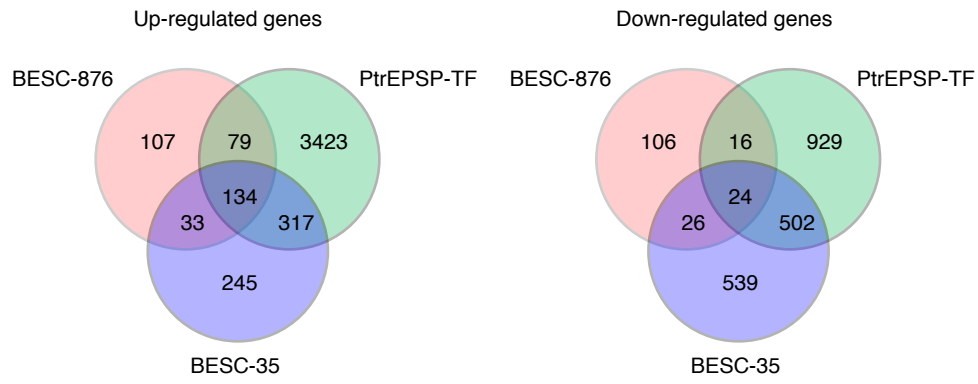 Up-regulated genes
BESC-876
PtrEPSP-TF
107
79
3423
134
33
317
245
BESC-35
Down-regulated genes
BESC-876
PtrEPSP-TF
106
16
929
24
26
502
539
BESC-35